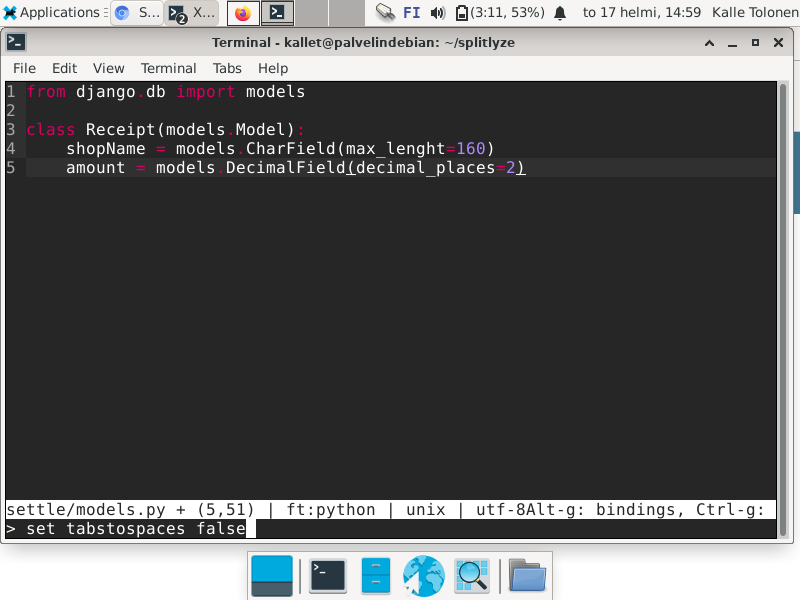 Applications S... 2 X... FI (3:11, 53%) to 17 helmi, 14:59 Kalle Tolonen
Terminal - kallet@palvelindebian: ~/splitlyze
File Edit View Terminal Tabs Help
1 from django.db import models
2
3 class Receipt(models.Model):
4     shopName = models.CharField(max_lenght=160)
5     amount = models.DecimalField(decimal_places=2)
settle/models.py + (5,51) | ft:python | unix | utf-8Alt-g: bindings, Ctrl-g:
> set tabstospaces false